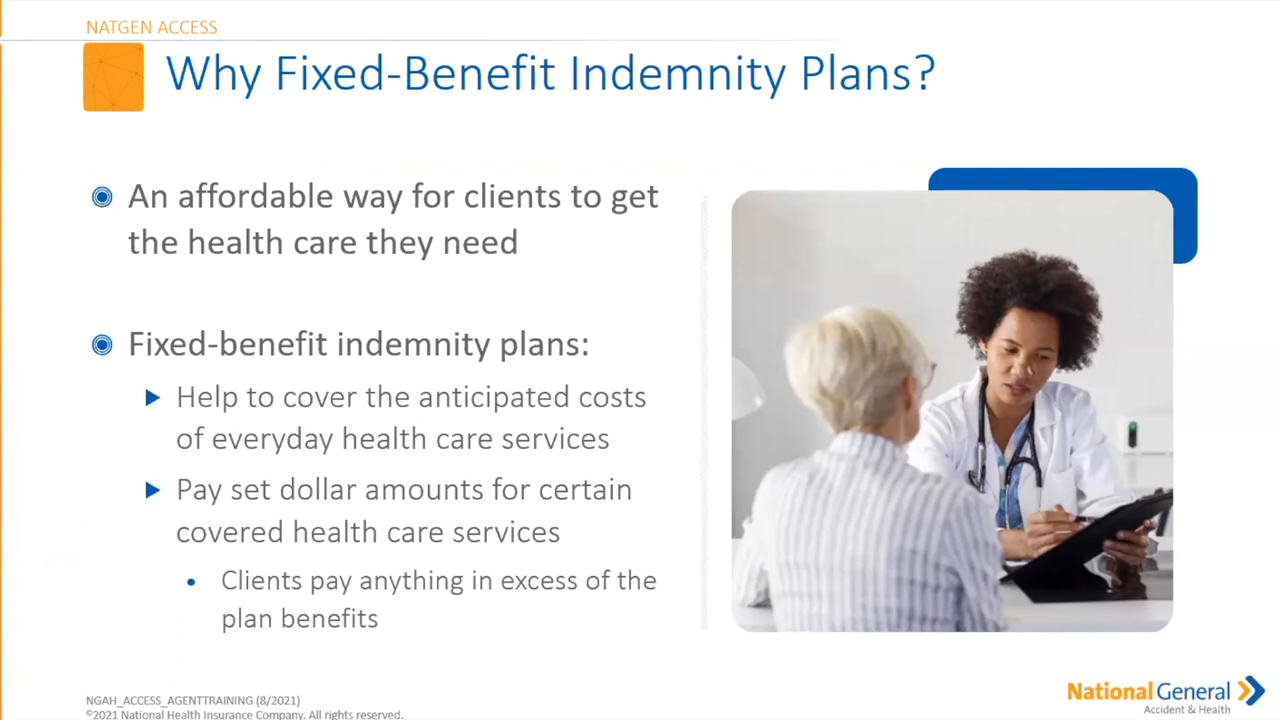 NATGEN ACCESS
Why Fixed-Benefit Indemnity Plans?
An affordable way for clients to get
the health care they need
Fixed-benefit indemnity plans:
Help to cover the anticipated costs
of everyday health care services
Pay set dollar amounts for certain
covered health care services
Clients pay anything in excess of the
plan benefits
NGAH_ACCESS_AGENTTRAINING (8/2021)
©2021 National Health Insurance Company. All rights reserved.
National General
Accident & Health